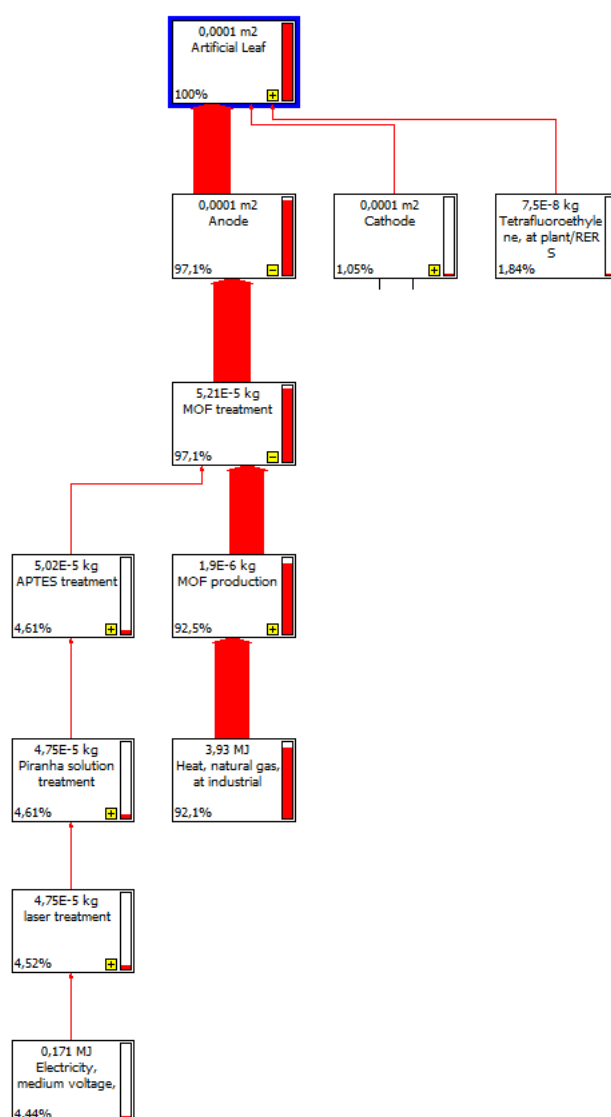 0,0001 m2
Artificial Leaf
100%
0,0001 m2
Anode
97,1%
0,0001 m2
Cathode
1,05%
7,5E-8 kg
Tetrafluoroethyle
ne, at plant/RER
S
1,84%
5,21E-5 kg
MOF treatment
97,1%
5,02E-5 kg
APTES treatment
4,61%
1,9E-6 kg
MOF production
92,5%
4,75E-5 kg
Piranha solution
treatment
4,61%
3,93 MJ
Heat, natural gas,
at industrial
92,1%
4,75E-5 kg
laser treatment
4,52%
0,171 MJ
Electricity,
medium voltage,
4,44%